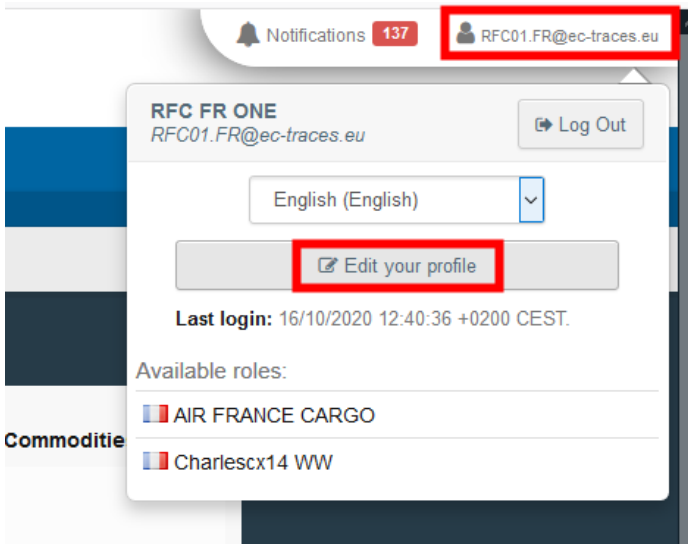 Notifications 137 RFC01.FR@ec-traces.eu
RFC FR ONE
RFC01.FR@ec-traces.eu
Log Out
English (English)
Edit your profile
Last login: 16/10/2020 12:40:36 +0200 CEST.
Available roles:
AIR FRANCE CARGO
Commoditie
Charlescx14 WW